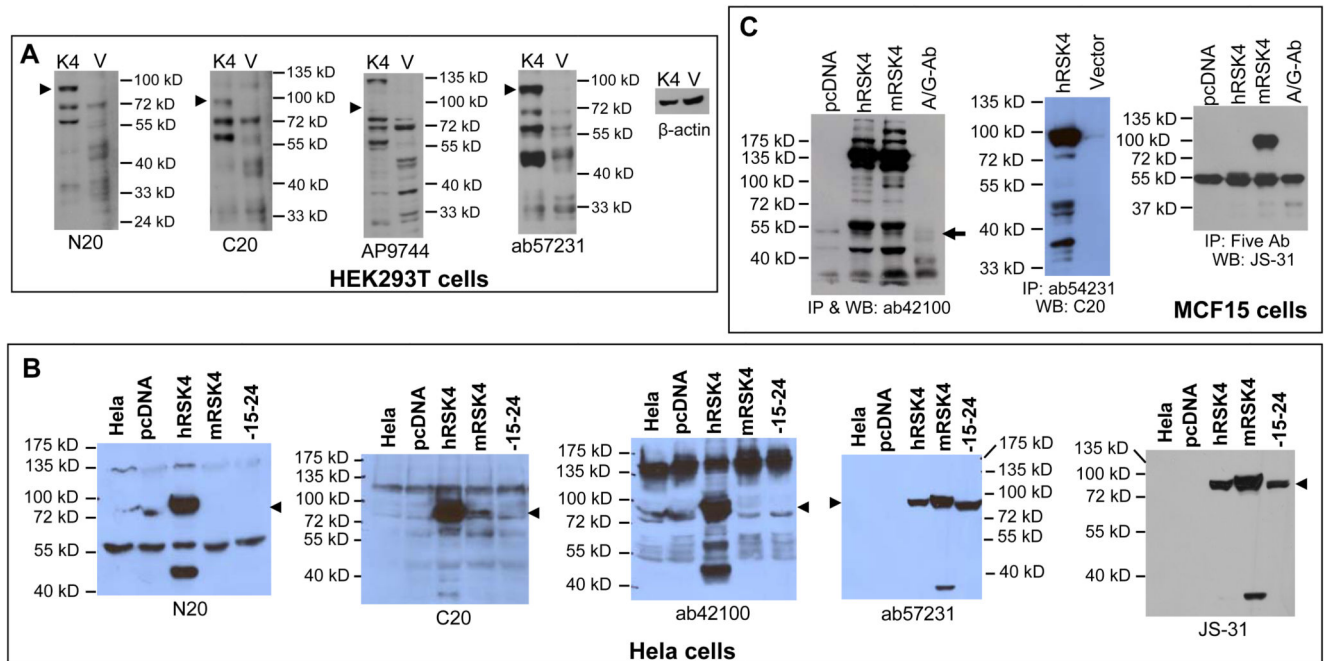 A
K4 V
100 kD
72 kD
55 kD
40 kD
33 kD
24 kD
N20
K4 V
135 kD
100 kD
72 kD
55 kD
40 kD
33 kD
C20
K4 V
135 kD
100 kD
72 kD
55 kD
40 kD
33 kD
AP9744
K4 V
100 kD
72 kD
55 kD
40 kD
33 kD
ab57231
K4 V
β-actin
HEK293T cells
C
pcDNA
hRSK4
mRSK4
A/G-Ab
175 kD
135 kD
100 kD
72 kD
55 kD
40 kD
IP & WB: ab42100
hRSK4
Vector
135 kD
100 kD
72 kD
55 kD
40 kD
33 kD
IP: ab54231
WB: C20
pcDNA
hRSK4
mRSK4
A/G-Ab
135 kD
100 kD
72 kD
55 kD
37 kD
IP: Five Ab
WB: JS-31
MCF15 cells
B
Hela
pcDNA
hRSK4
mRSK4
-15-24
175 kD
135 kD
100 kD
72 kD
55 kD
40 kD
N20
Hela
pcDNA
hRSK4
mRSK4
-15-24
175 kD
135 kD
100 kD
72 kD
55 kD
40 kD
C20
Hela
pcDNA
hRSK4
mRSK4
-15-24
175 kD
135 kD
100 kD
72 kD
55 kD
40 kD
ab42100
Hela
pcDNA
hRSK4
mRSK4
-15-24
175 kD
135 kD
100 kD
72 kD
55 kD
40 kD
ab57231
Hela
pcDNA
hRSK4
mRSK4
-15-24
135 kD
100 kD
72 kD
55 kD
40 kD
JS-31
Hela cells